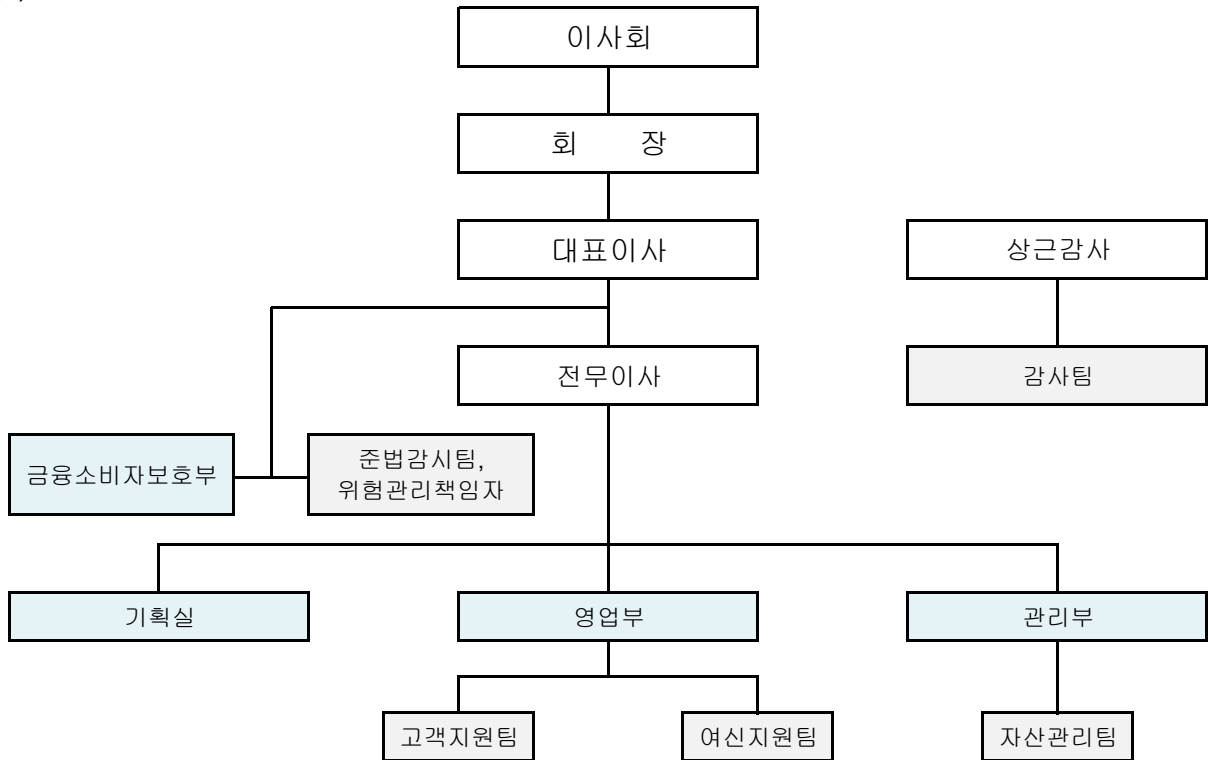 이사회
회 장
대표이사
상근감사
전무이사
감사팀
금융소비자보호부
준법감시팀,
위험관리책임자
기획실
영업부
관리부
고객지원팀
여신지원팀
자산관리팀